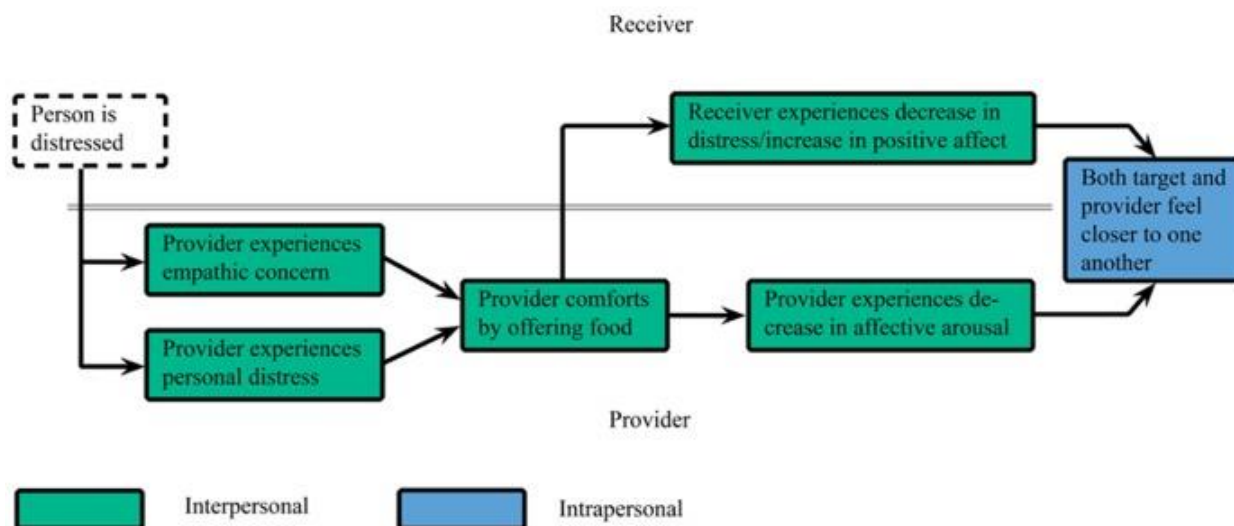 Receiver
Person is
distressed
Receiver experiences decrease in
distress/increase in positive affect
Both target and
provider feel
closer to one
another
Provider experiences
empathic concern
Provider comforts
by offering food
Provider experiences de-
crease in affective arousal
Provider experiences
personal distress
Provider
Interpersonal
Intrapersonal